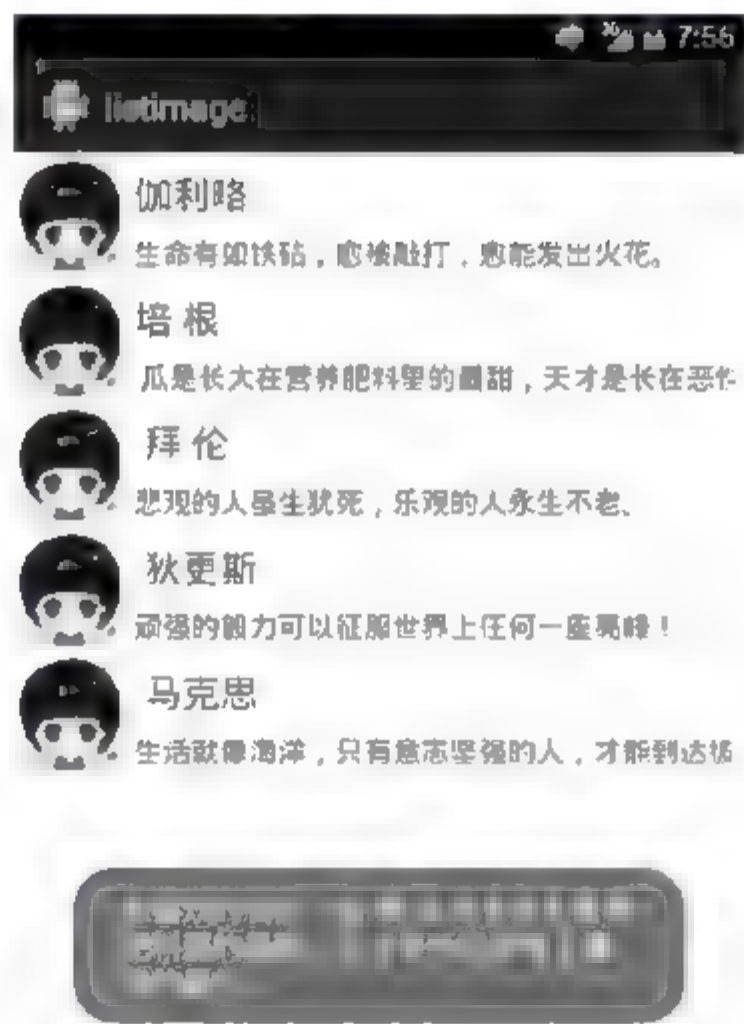 7:56
listimage
伽利略
生命有如铁砧，愈被敲打，愈能发出火花。
培根
瓜是长大在营养肥料里的最甜，天才是长在恶性
拜伦
悲观的人虽生犹死，乐观的人永生不老。
狄更斯
顽强的毅力可以征服世界上任何一座高峰！
马克思
生活就像海洋，只有意志坚强的人，才能到达彼